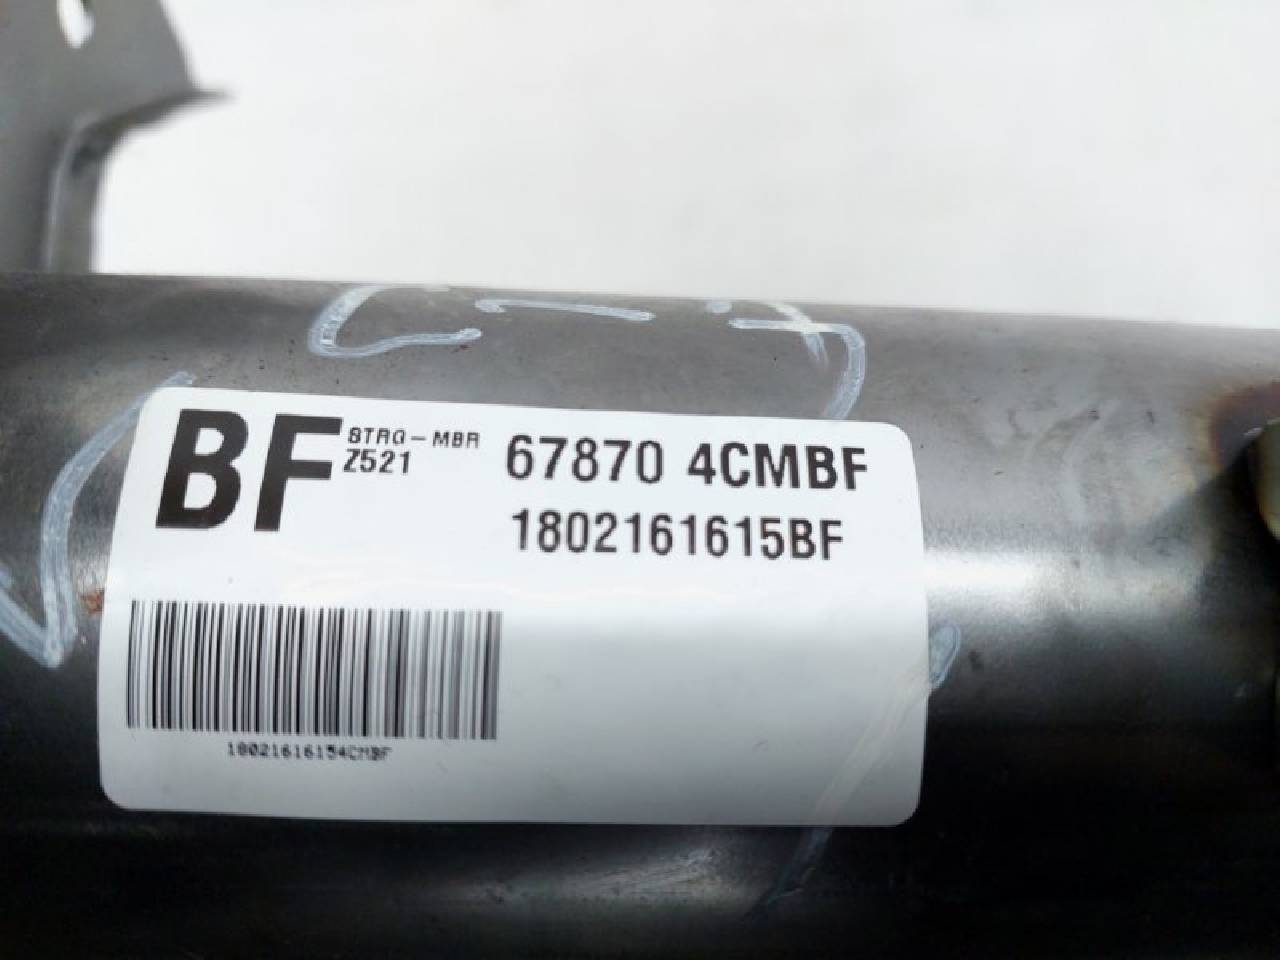 BF STRG-MBR 67870 4CMBF
Z521
1802161615BF
18021616154CMBF